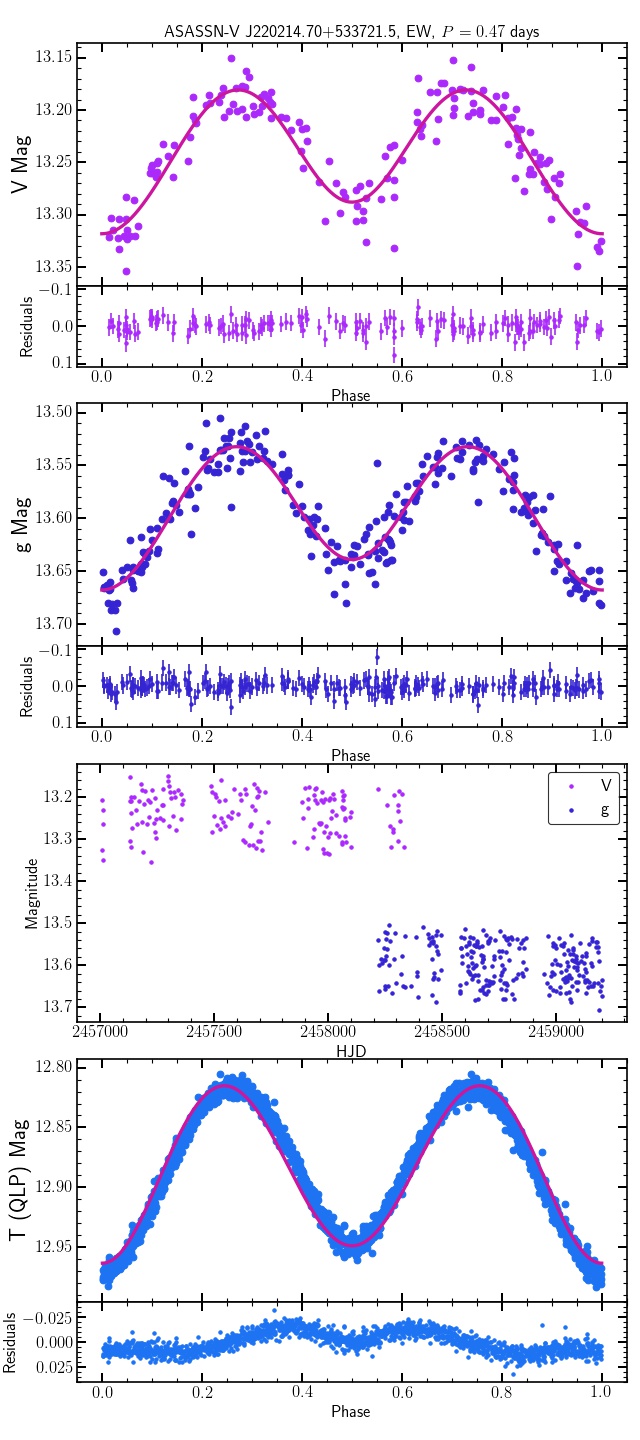 ASASSN-V J220214.70+533721.5, EW, P = 0.47 days
13.15
13.20
13.25
13.30
13.35
V Mag
−0.1
0.0
0.1
Residuals
0.0 0.2 0.4 0.6 0.8 1.0
Phase
13.50
13.55
13.60
13.65
13.70
g Mag
−0.1
0.0
0.1
Residuals
0.0 0.2 0.4 0.6 0.8 1.0
Phase
13.2
13.3
13.4
13.5
13.6
13.7
Magnitude
V
g
2457000 2457500 2458000 2458500 2459000
HJD
12.80
12.85
12.90
12.95
T (QLP) Mag
−0.025
0.000
0.025
Residuals
0.0 0.2 0.4 0.6 0.8 1.0
Phase